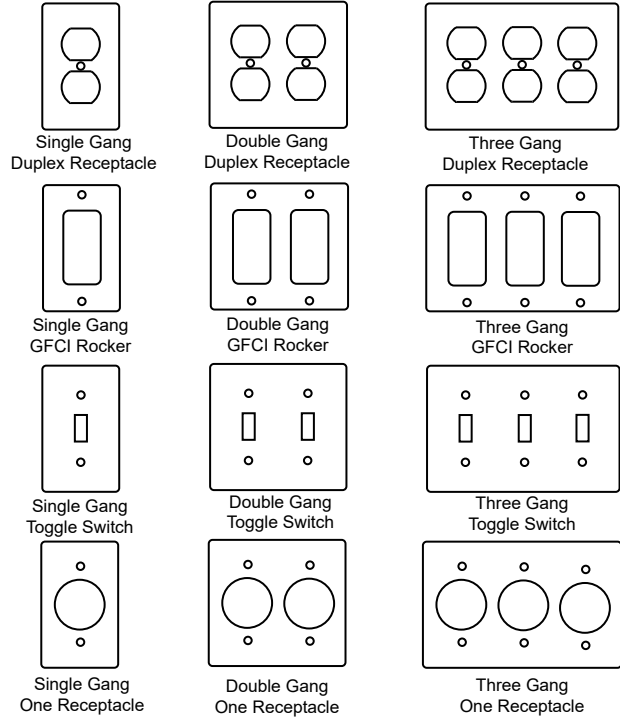 Single Gang
Duplex Receptacle
Double Gang
Duplex Receptacle
Three Gang
Duplex Receptacle
Single Gang
GFCI Rocker
Double Gang
GFCI Rocker
Three Gang
GFCI Rocker
Single Gang
Toggle Switch
Double Gang
Toggle Switch
Three Gang
Toggle Switch
Single Gang
One Receptacle
Double Gang
One Receptacle
Three Gang
One Receptacle